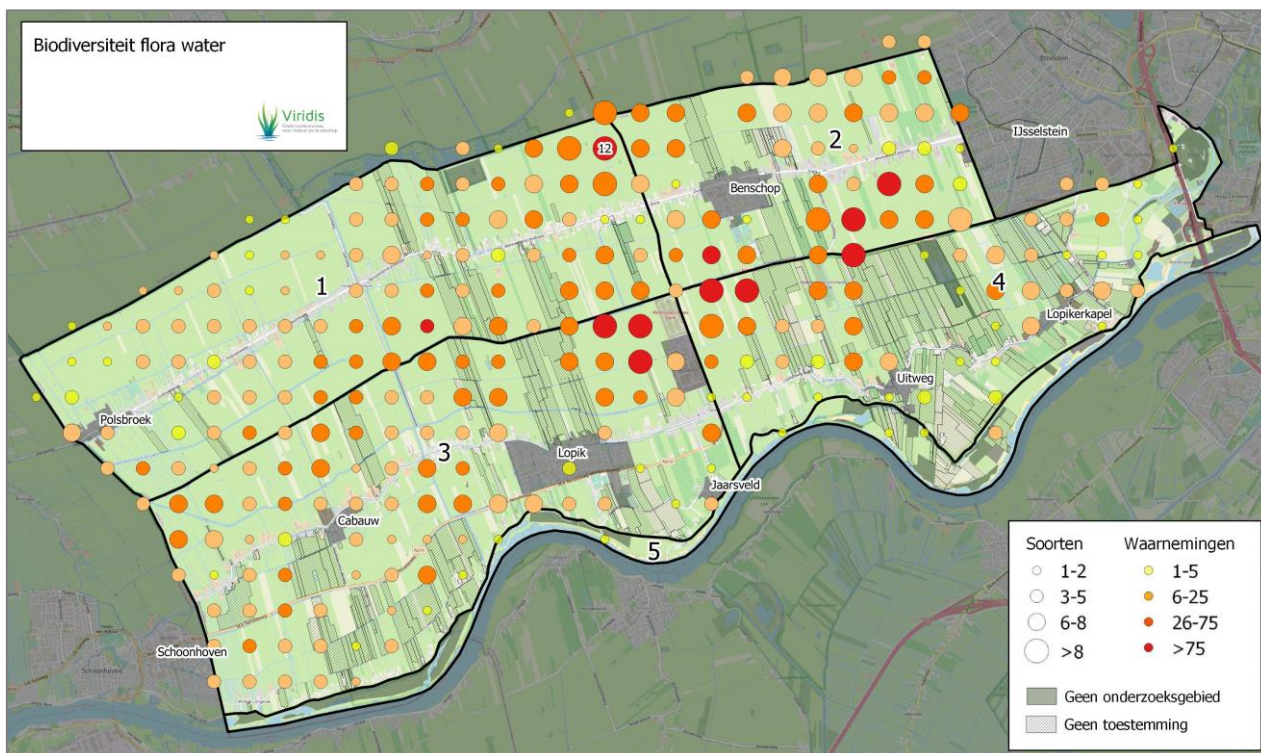 Biodiversiteit flora water
Viridis
IJsselstein
12
2
Benschop
1
4
Lopikerkapel
Polsbroek
Uitweg
3
Lopik
Jaarsveld
Cabauw
5
Schoonhoven
Soorten Waarnemingen
1-2 1-5
3-5 6-25
6-8 26-75
>8 >75
Geen onderzoeksgebied
Geen toestemming